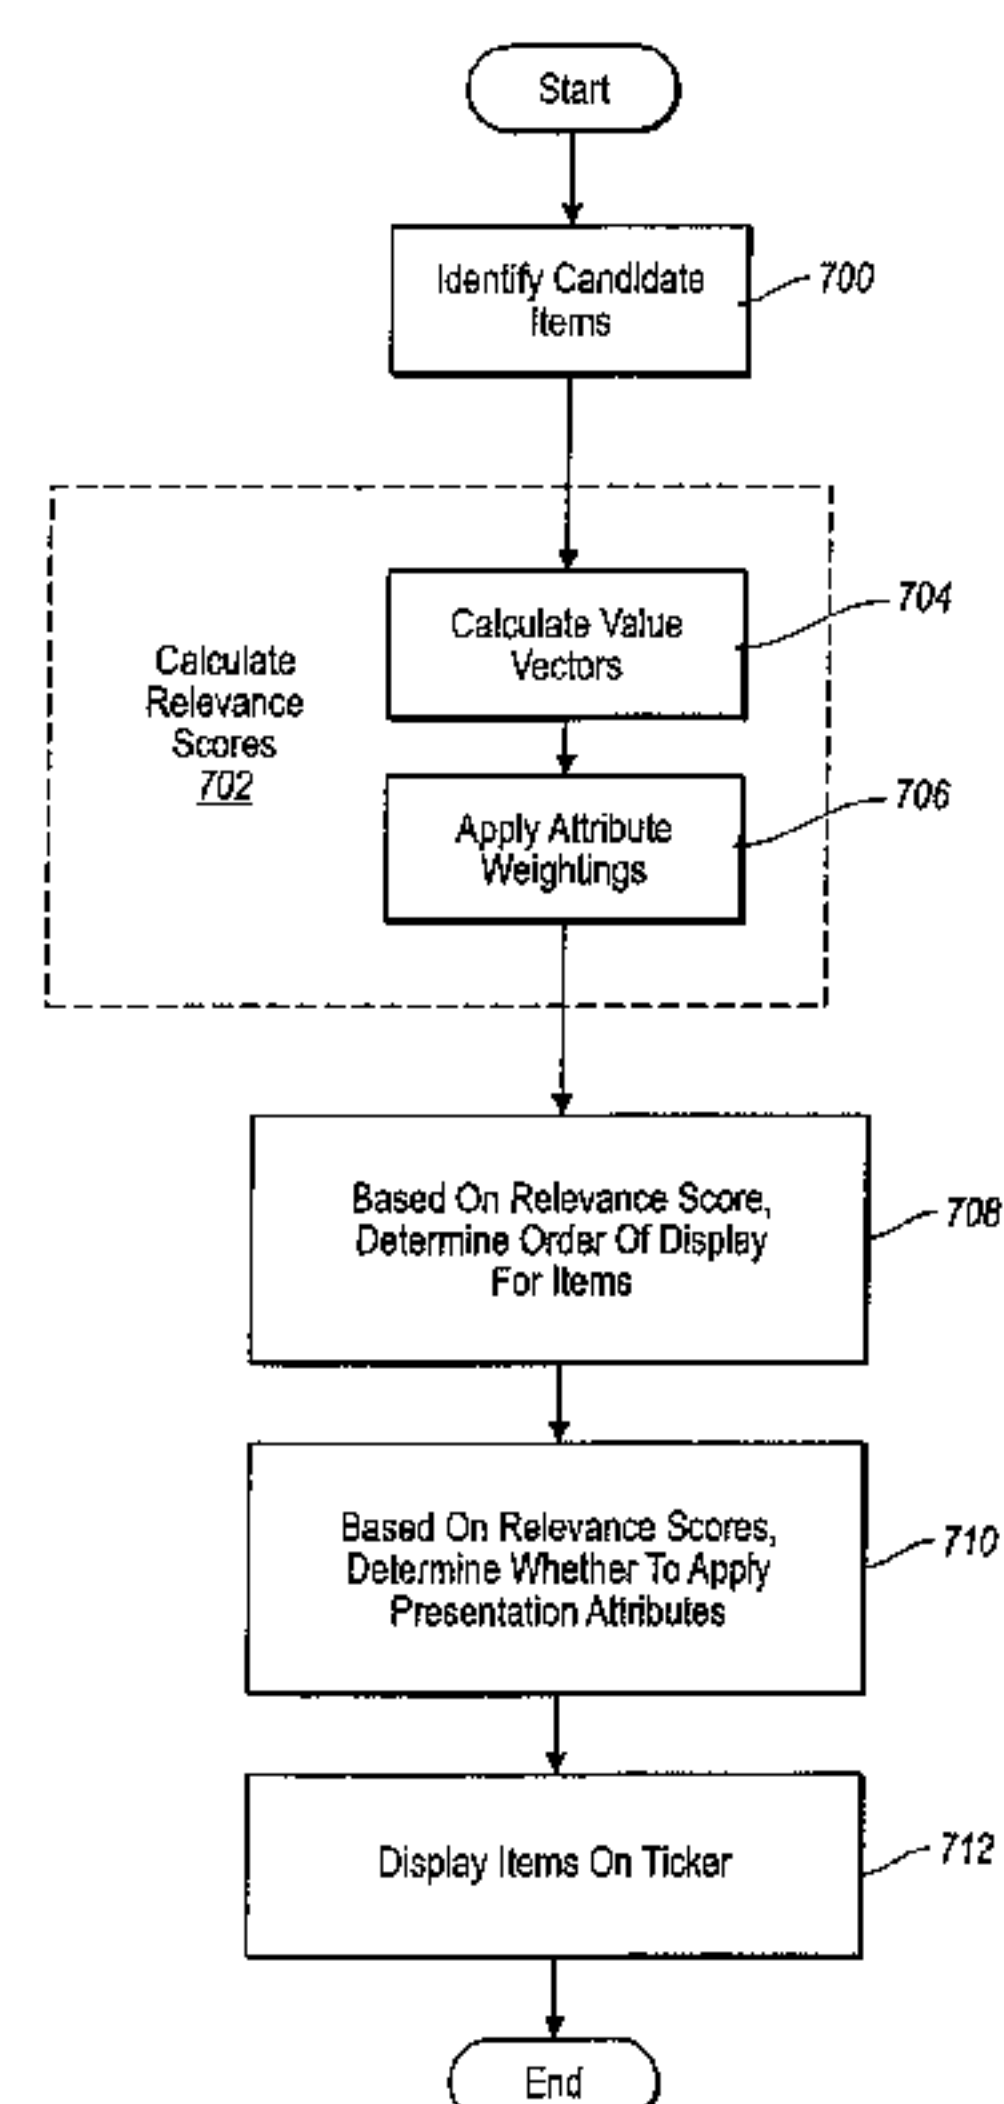 Start
Identify Candidate
Items
700
Calculate Value
Vectors
704
Calculate
Relevance
Scores
702
Apply Attribute
Weightings
706
Based On Relevance Score,
Determine Order Of Display
For Items
708
Based On Relevance Scores,
Determine Whether To Apply
Presentation Attributes
710
Display Items On Ticker
712
End